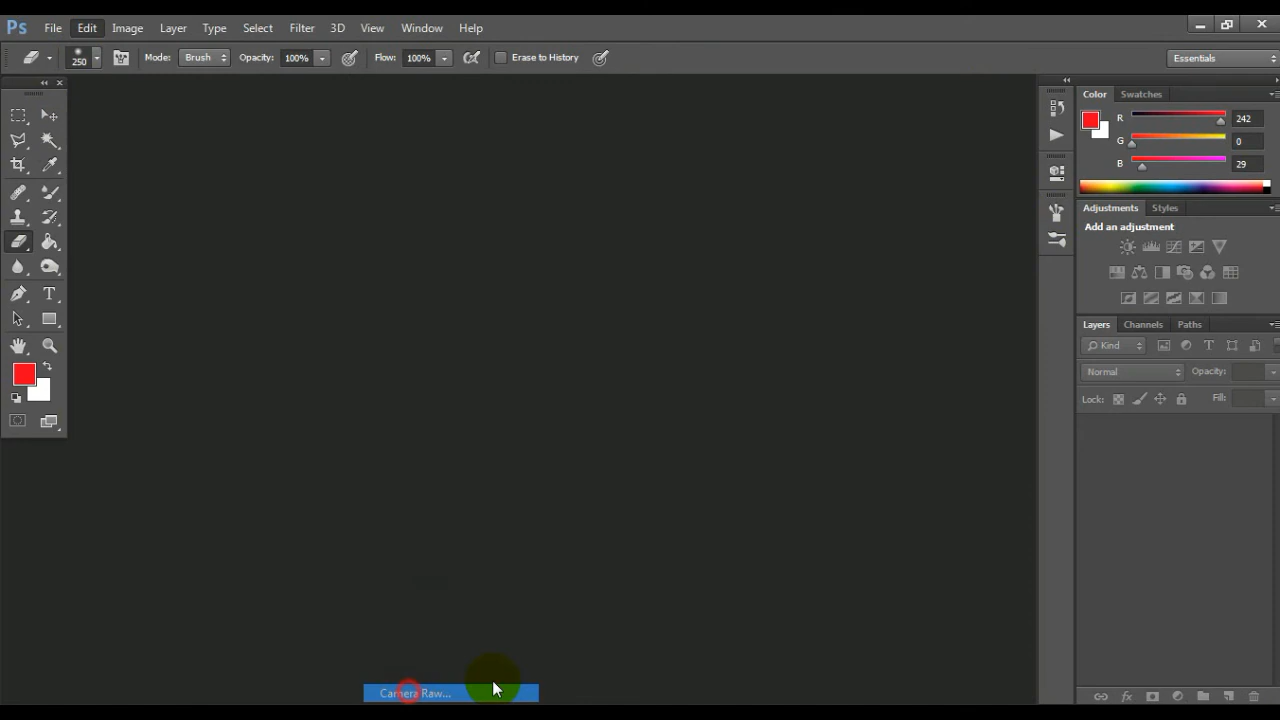 Ps File Edit Image Layer Type Select Filter 3D View Window Help
250 Mode: Brush Opacity: 100% Flow: 100% Erase to History Essentials
Color Swatches
R 242
G 0
B 29
Adjustments Styles
Add an adjustment
Layers Channels Paths
Kind
Normal Opacity:
Lock: Fill:
T
Camera Raw...
fx